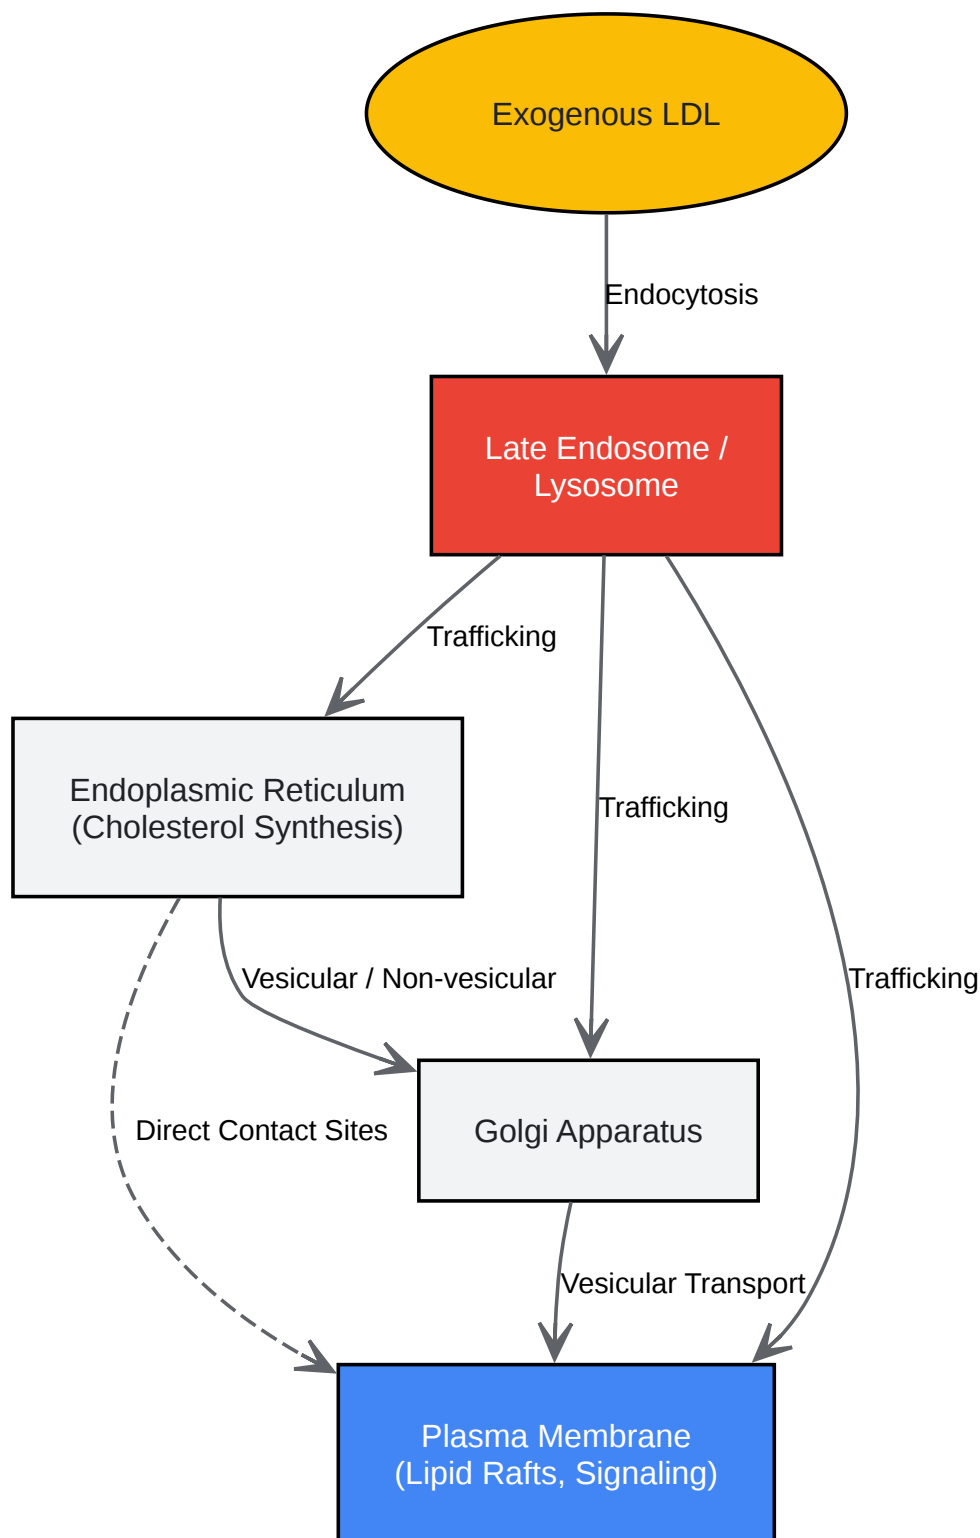 Exogenous LDL
Endocytosis
Late Endosome /
Lysosome
Trafficking
Endoplasmic Reticulum
(Cholesterol Synthesis)
Trafficking
Vesicular / Non-vesicular
Trafficking
Direct Contact Sites
Golgi Apparatus
Vesicular Transport
Plasma Membrane
(Lipid Rafts, Signaling)